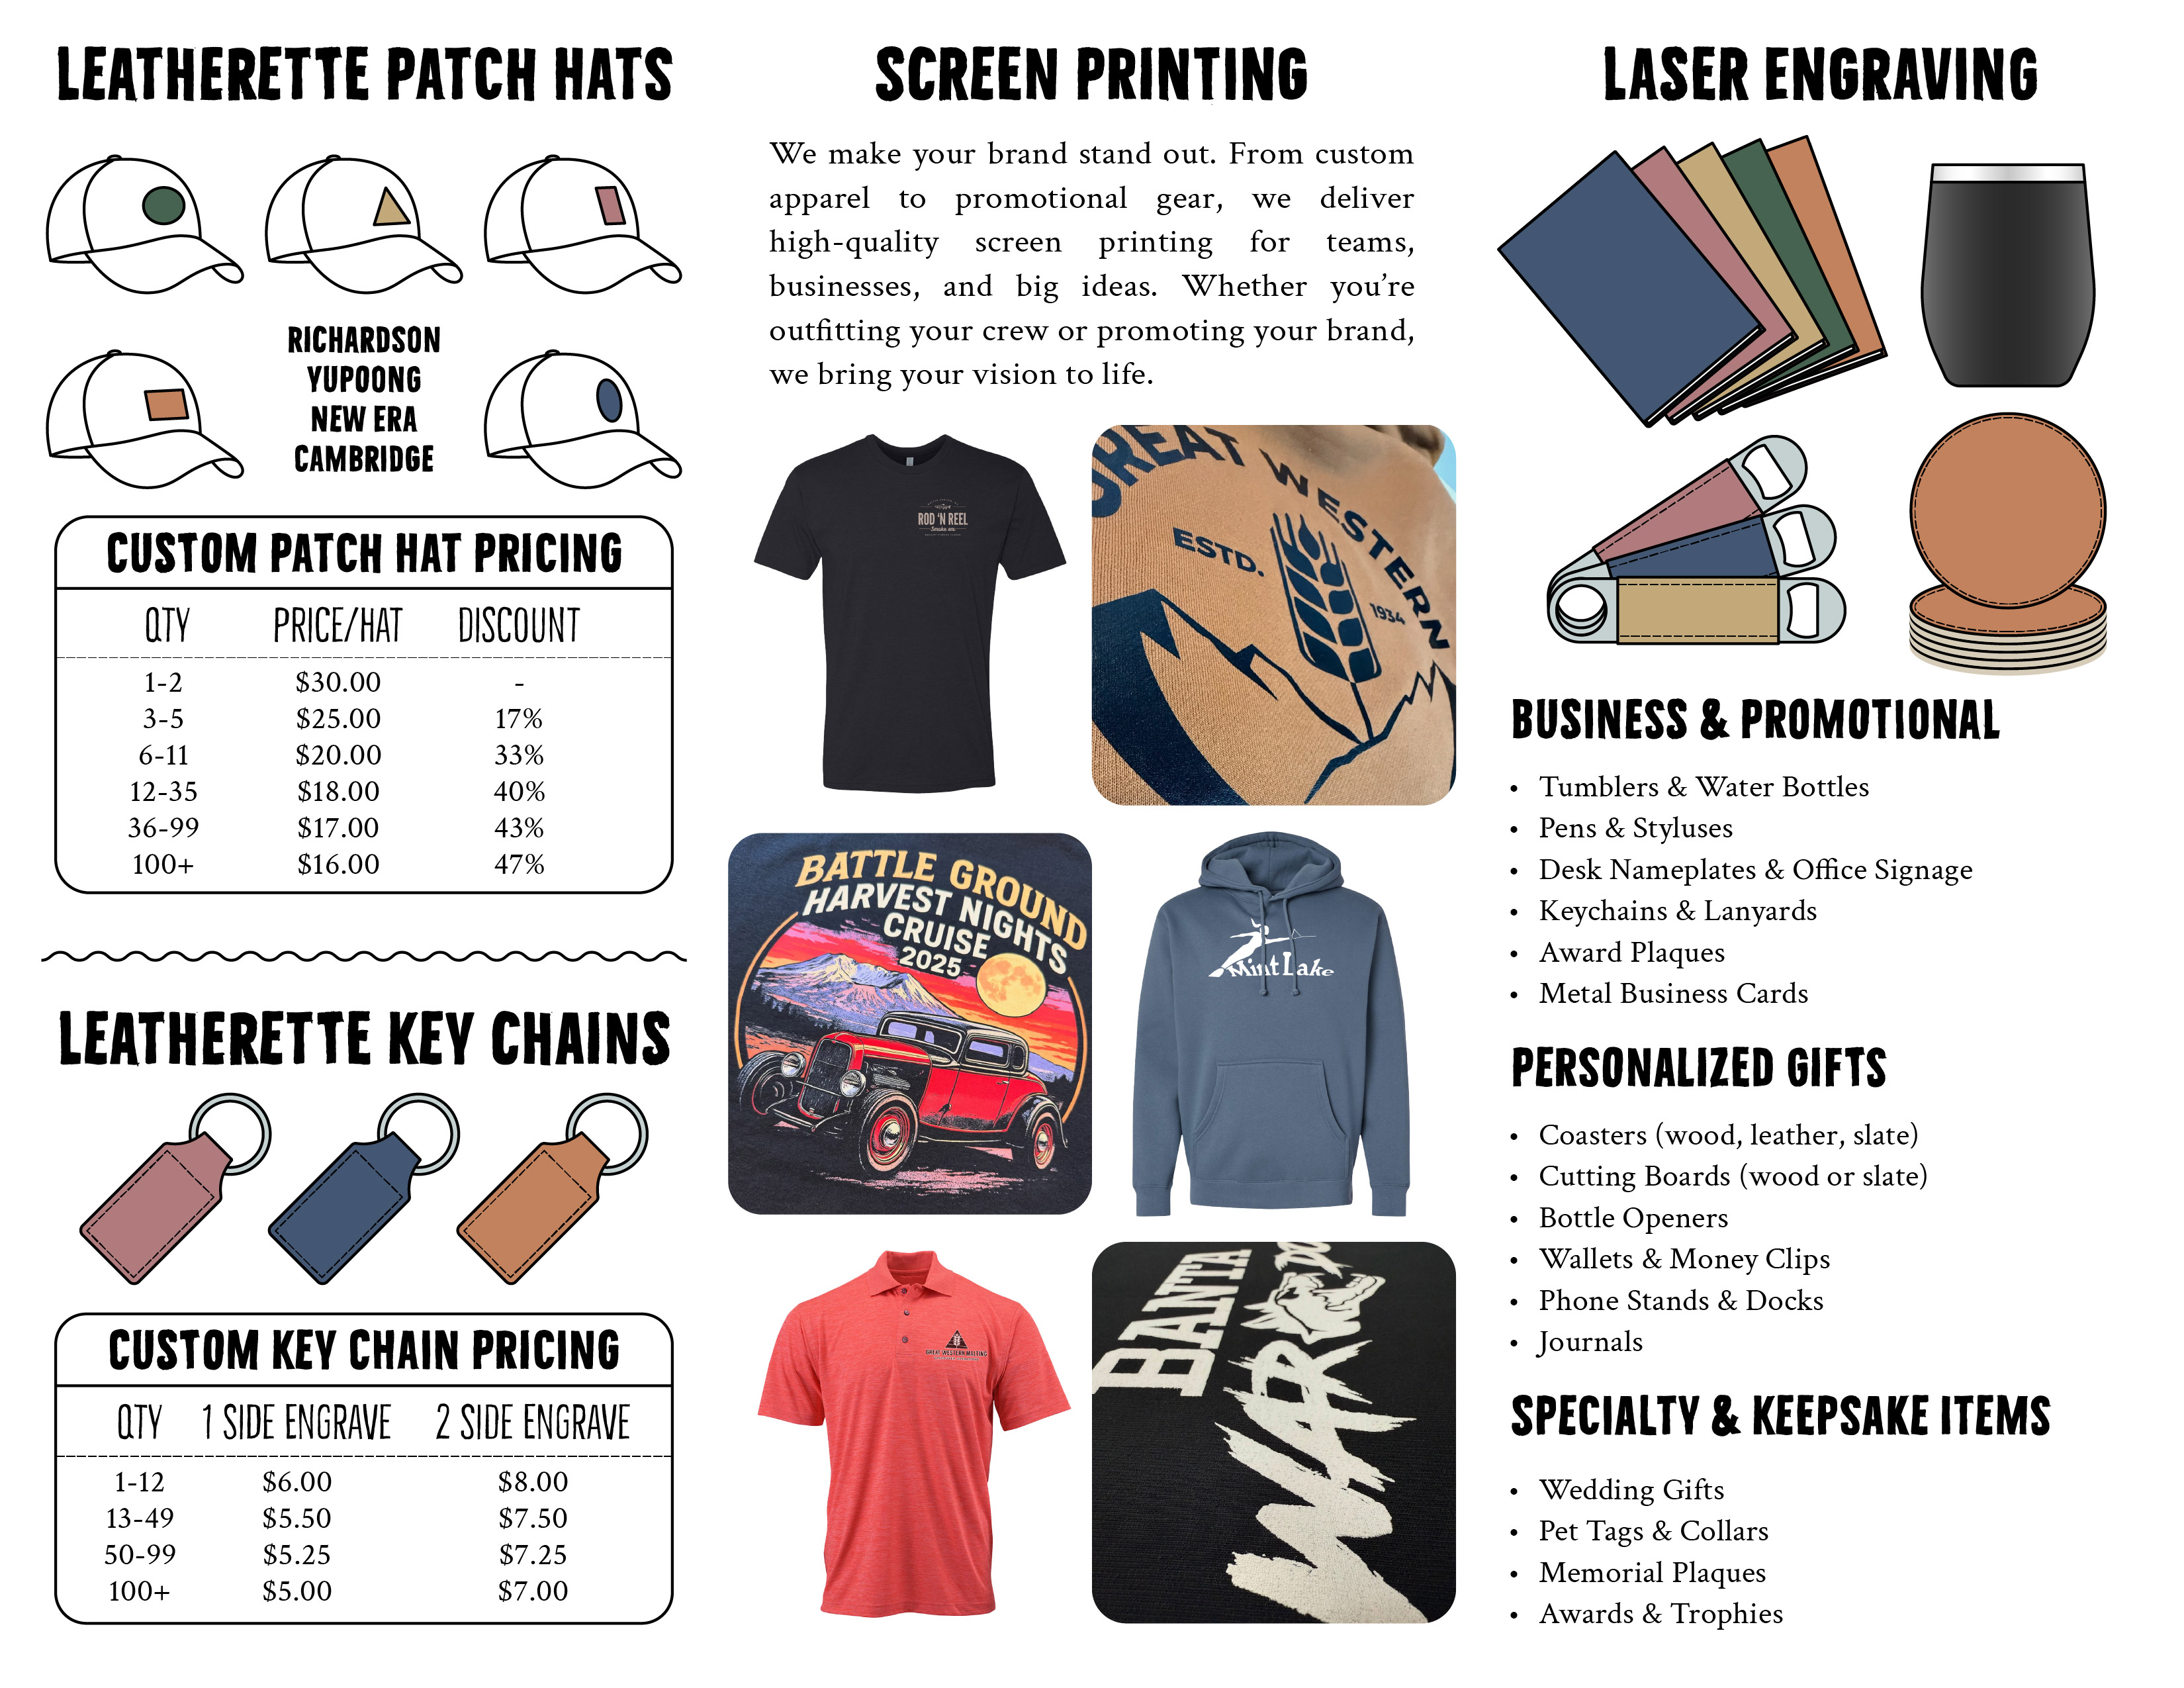 LEATHERETTE PATCH HATS
RICHARDSON
YUPOONG
NEW ERA
CAMBRIDGE
CUSTOM PATCH HAT PRICING
QTY PRICE/HAT DISCOUNT
1-2 $30.00 -
3-5 $25.00 17%
6-11 $20.00 33%
12-35 $18.00 40%
36-99 $17.00 43%
100+ $16.00 47%
LEATHERETTE KEY CHAINS
CUSTOM KEY CHAIN PRICING
QTY 1 SIDE ENGRAVE 2 SIDE ENGRAVE
1-12 $6.00 $8.00
13-49 $5.50 $7.50
50-99 $5.25 $7.25
100+ $5.00 $7.00
SCREEN PRINTING
We make your brand stand out. From custom
apparel to promotional gear, we deliver
high-quality screen printing for teams,
businesses, and big ideas. Whether you're
outfitting your crew or promoting your brand,
we bring your vision to life.
ROD 'N REEL
Smoke em
GREAT WESTERN
ESTD.
1934
BATTLE GROUND
HARVEST NIGHTS
CRUISE
2025
Mint Lake
GREAT WESTERN MALTING
BANTA
WAR
LASER ENGRAVING
BUSINESS & PROMOTIONAL
• Tumblers & Water Bottles
• Pens & Styluses
• Desk Nameplates & Office Signage
• Keychains & Lanyards
• Award Plaques
• Metal Business Cards
PERSONALIZED GIFTS
• Coasters (wood, leather, slate)
• Cutting Boards (wood or slate)
• Bottle Openers
• Wallets & Money Clips
• Phone Stands & Docks
• Journals
SPECIALTY & KEEPSAKE ITEMS
• Wedding Gifts
• Pet Tags & Collars
• Memorial Plaques
• Awards & Trophies